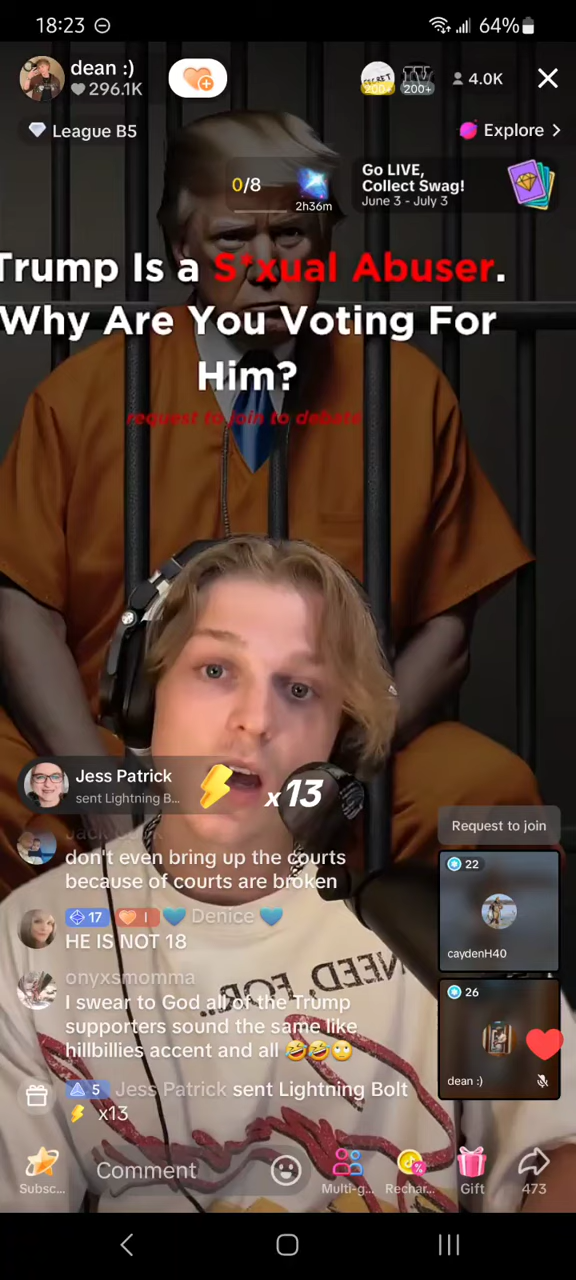 18:23
64%
dean :)
296.1K
200+
200+
4.0K
League B5
Explore
0/8
2h36m
Go LIVE,
Collect Swag!
June 3 - July 3
Trump Is a S*xual Abuser.
Why Are You Voting For
Him?
request to join to debate
Jess Patrick
sent Lightning B...
x13
Request to join
don't even bring up the courts
because of courts are broken
22
caydenH40
17 I Denice
HE IS NOT 18
NEED, FOR..
onyxsmomma
I swear to God all of the Trump
supporters sound the same like
hillbillies accent and all 🤣🤣🙄
26
dean :)
5 Jess Patrick sent Lightning Bolt
x13
Comment
Subsc...
Multi-g...
Rechar...
Gift
473